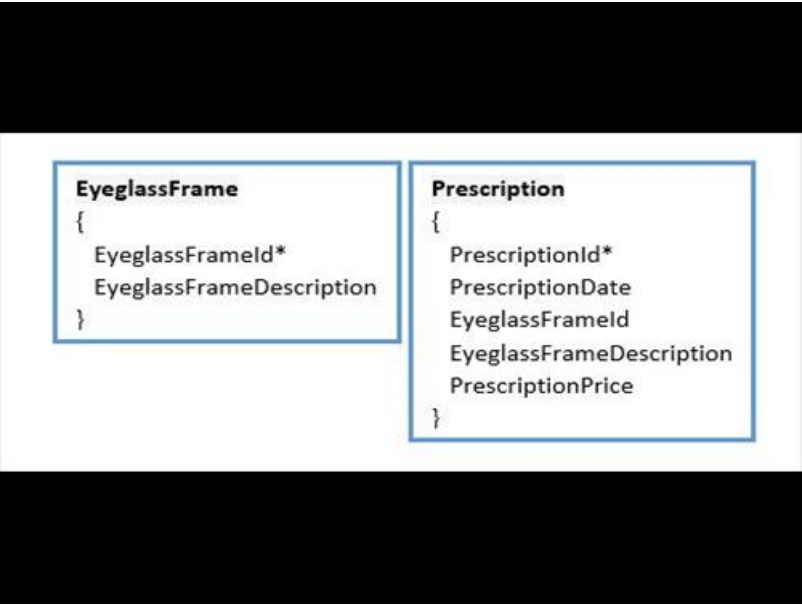 EyeglassFrame
{
EyeglassFrameId*
EyeglassFrameDescription
}
Prescription
{
PrescriptionId*
PrescriptionDate
EyeglassFrameId
EyeglassFrameDescription
PrescriptionPrice
}